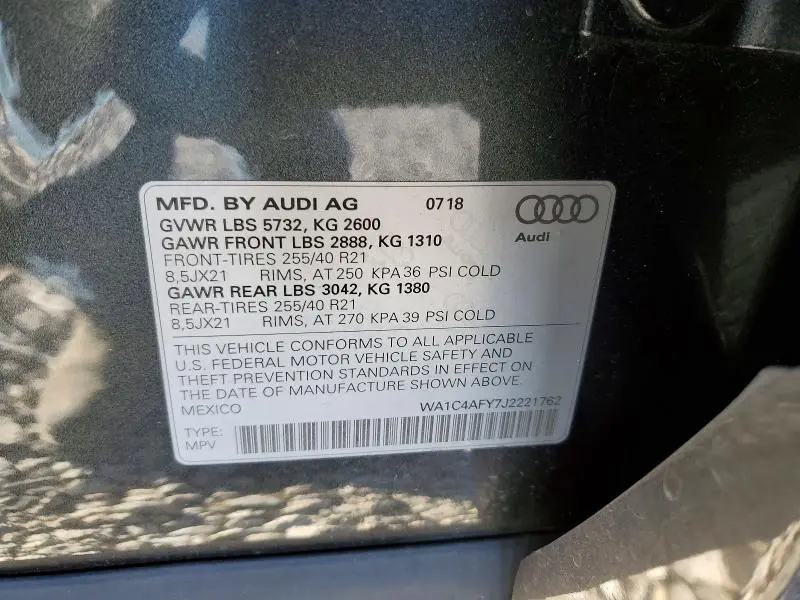 MFD. BY AUDI AG 07 18
GVWR LBS 5732, KG 2600
GAWR FRONT LBS 2888, KG 1310
FRONT-TIRES 255/40 R21
8,5JX21 RIMS, AT 250 KPA 36 PSI COLD
GAWR REAR LBS 3042, KG 1380
REAR-TIRES 255/40 R21
8,5JX21 RIMS, AT 270 KPA 39 PSI COLD
Audi
THIS VEHICLE CONFORMS TO ALL APPLICABLE
U.S. FEDERAL MOTOR VEHICLE SAFETY AND
THEFT PREVENTION STANDARDS IN EFFECT ON
THE DATE OF MANUFACTURE SHOWN ABOVE.
MEXICO WA1C4AFY7J2221762
TYPE:
MPV